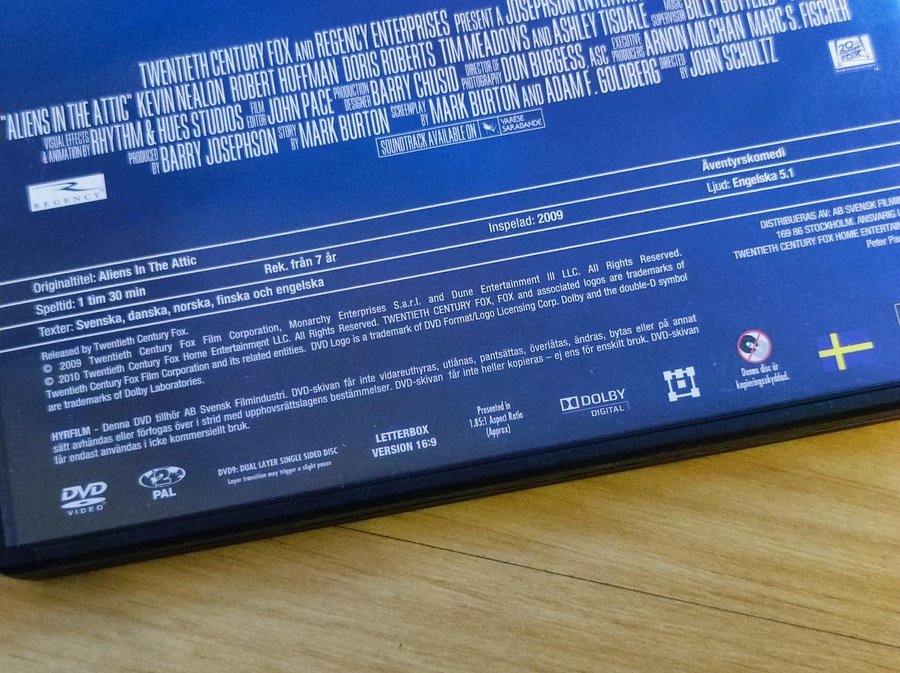 TWENTIETH CENTURY FOX AND REGENCY ENTERPRISES PRESENT A JOSEPHSON
"ALIENS IN THE ATTIC" KEVIN NEALON ROBERT HOFFMAN DORIS ROBERTS TIM MEADOWS AND ASHLEY TISDALE MUSIC SUPERVISOR
VISUAL EFFECTS & ANIMATION BY RHYTHM & HUES STUDIOS FILM EDITOR JOHN PACE PRODUCTION DESIGNER BARRY CHUSID DIRECTOR OF PHOTOGRAPHY DON BURGESS, ASC EXECUTIVE PRODUCERS ARNON MILCHAN MARC S. FISCHER
PRODUCED BY BARRY JOSEPHSON STORY BY MARK BURTON SCREENPLAY BY MARK BURTON AND ADAM F. GOLDBERG DIRECTED BY JOHN SCHULTZ
SOUNDTRACK AVAILABLE ON VARÈSE SARABANDE
REGENCY
Äventyrskomedi
Originaltitel: Aliens In The Attic
Inspelad: 2009
Ljud: Engelska 5.1
Speltid: 1 tim 30 min
Rek. från 7 år
Texter: Svenska, danska, norska, finska och engelska
DISTRIBUERAS AV: AB SVENSK
169 86 STOCKHOLM. ANSVARIG
TWENTIETH CENTURY FOX HOME
Peter
Released by Twentieth Century Fox.
© 2009 Twentieth Century Fox Film Corporation, Monarchy Enterprises S.a.r.l. and Dune Entertainment III LLC. All Rights Reserved.
© 2010 Twentieth Century Fox Home Entertainment LLC. All Rights Reserved. TWENTIETH CENTURY FOX, FOX and associated logos are trademarks of
Twentieth Century Fox Film Corporation and its related entities. DVD Logo is a trademark of DVD Format/Logo Licensing Corp. Dolby and the double-D symbol
are trademarks of Dolby Laboratories.
HYRFILM - Denna DVD tillhör AB Svensk Filmindustri. DVD-skivan får inte vidareuthyras, utlånas, pantsättas, överlåtas, ändras, bytas eller på annat
sätt avhändas eller förfogas över i strid med upphovsrättslagens bestämmelser. DVD-skivan får inte heller kopieras – ej ens för enskilt bruk. DVD-skivan
får endast användas i icke kommersiellt bruk.
DVD VIDEO
2
PAL
DVD9: DUAL LAYER SINGLE SIDED DISC
Layer transition may trigger a slight pause
LETTERBOX
VERSION 16:9
Presented in
1.85:1 Aspect Ratio
(Approx)
DOLBY
DIGITAL
Denna disc är
kopieringsskyddad.